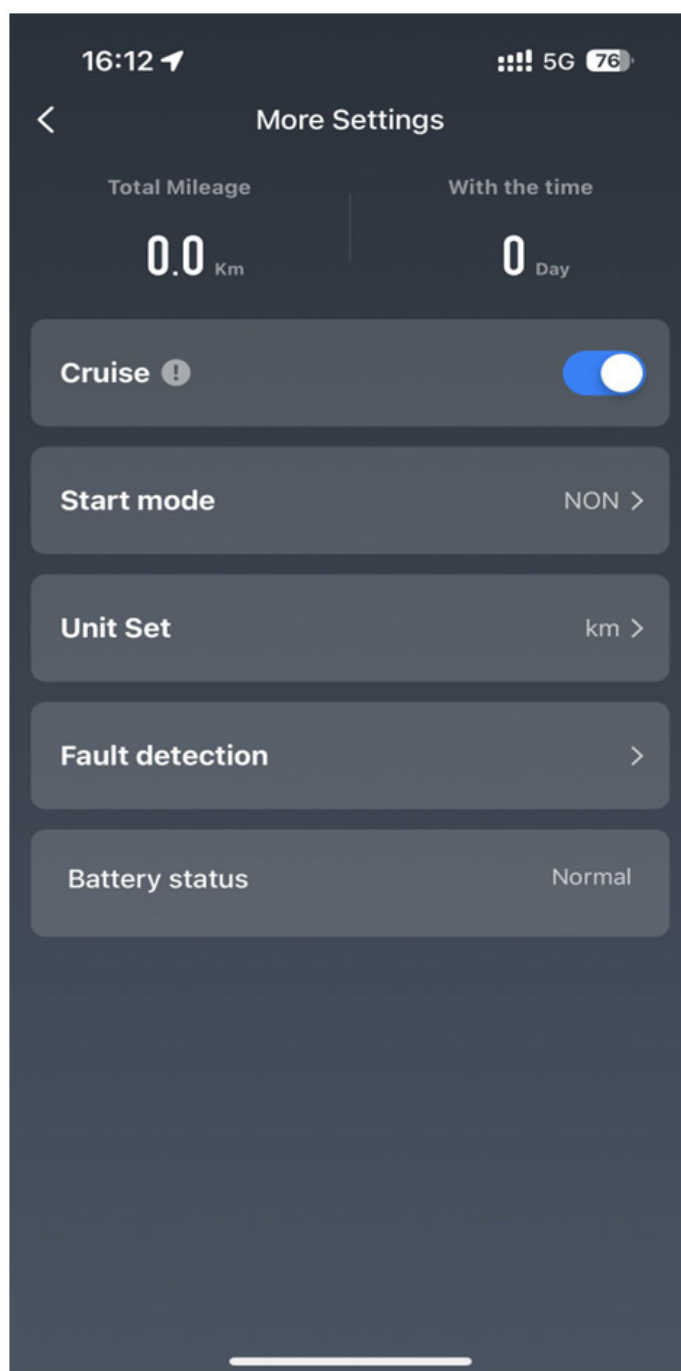 16:12 5G 76
More Settings
Total Mileage With the time
0.0 Km 0 Day
Cruise
Start mode NON
Unit Set km
Fault detection
Battery status Normal